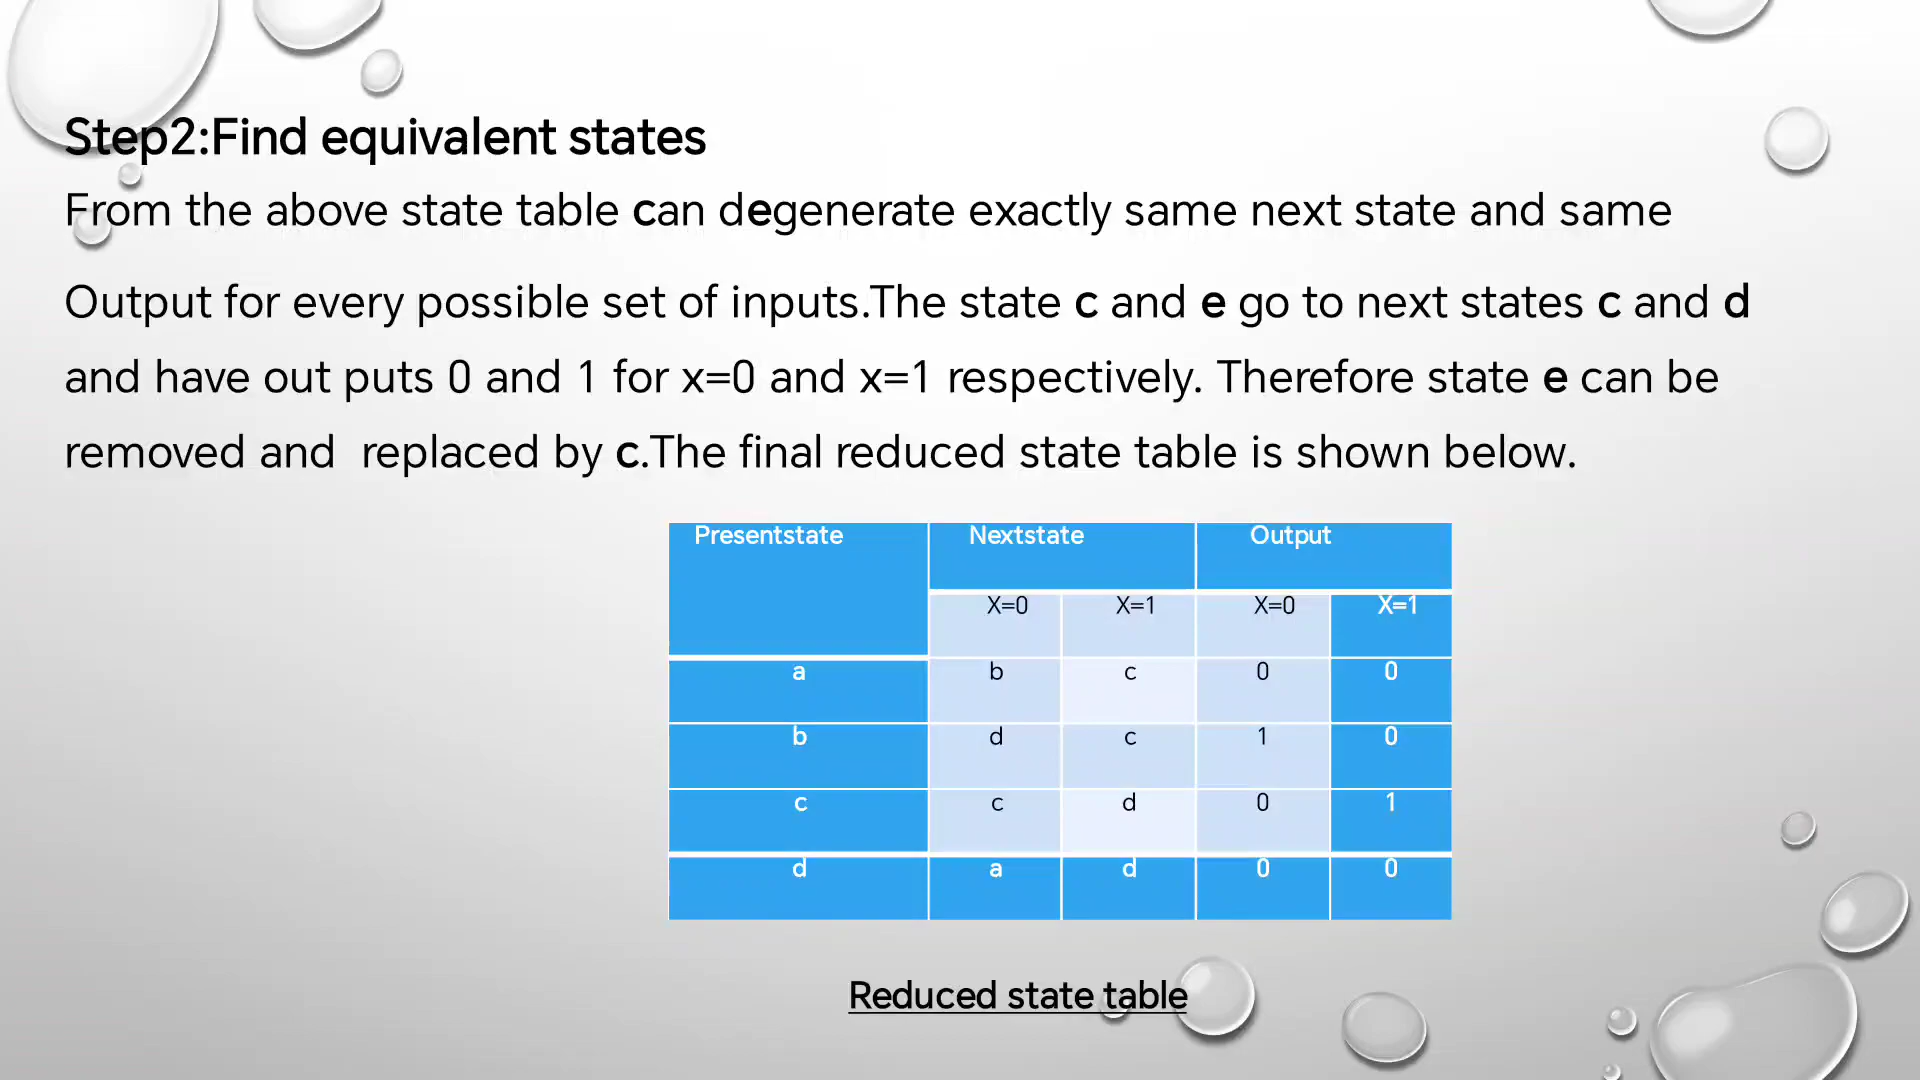 Step2:Find equivalent states
From the above state table can degenerate exactly same next state and same
Output for every possible set of inputs.The state c and e go to next states c and d
and have out puts 0 and 1 for x=0 and x=1 respectively. Therefore state e can be
removed and replaced by c.The final reduced state table is shown below.
Presentstate Nextstate Output
X=0 X=1 X=0 X=1
a b c 0 0
b d c 1 0
c c d 0 1
d a d 0 0
Reduced state table